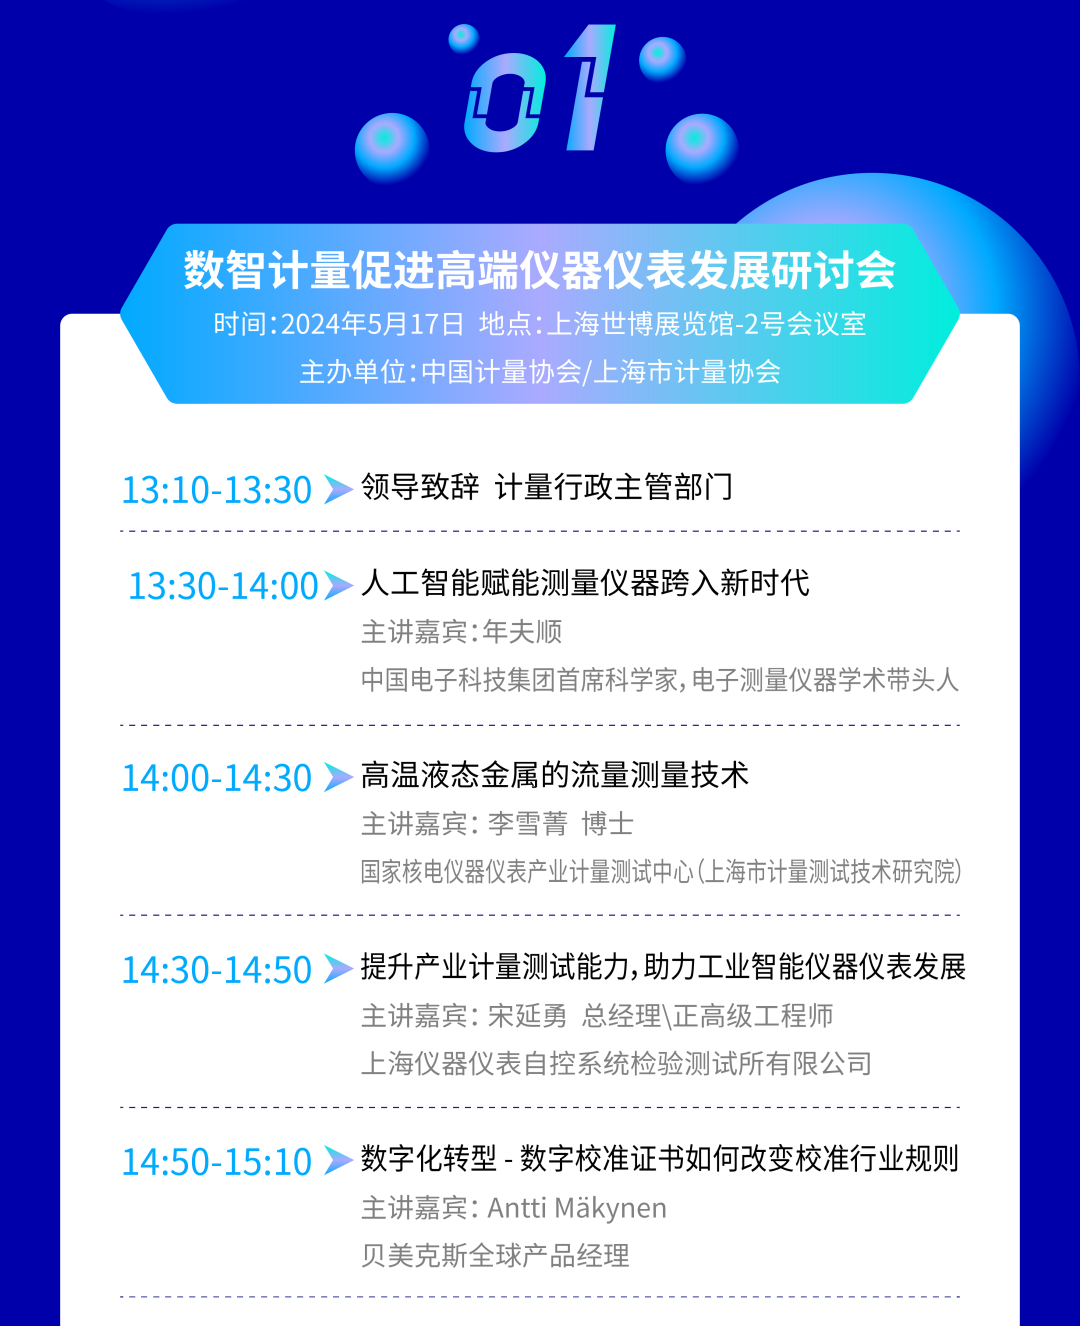 01
数智计量促进高端仪器仪表发展研讨会
时间：2024年5月17日 地点：上海世博展览馆-2号会议室
主办单位：中国计量协会/上海市计量协会
13:10-13:30 领导致辞 计量行政主管部门
13:30-14:00 人工智能赋能测量仪器跨入新时代
主讲嘉宾：年夫顺
中国电子科技集团首席科学家，电子测量仪器学术带头人
14:00-14:30 高温液态金属的流量测量技术
主讲嘉宾：李雪菁 博士
国家核电仪器仪表产业计量测试中心（上海市计量测试技术研究院）
14:30-14:50 提升产业计量测试能力，助力工业智能仪器仪表发展
主讲嘉宾：宋延勇 总经理\正高级工程师
上海仪器仪表自控系统检验测试所有限公司
14:50-15:10 数字化转型 - 数字校准证书如何改变校准行业规则
主讲嘉宾：Antti Mäkynen
贝美克斯全球产品经理